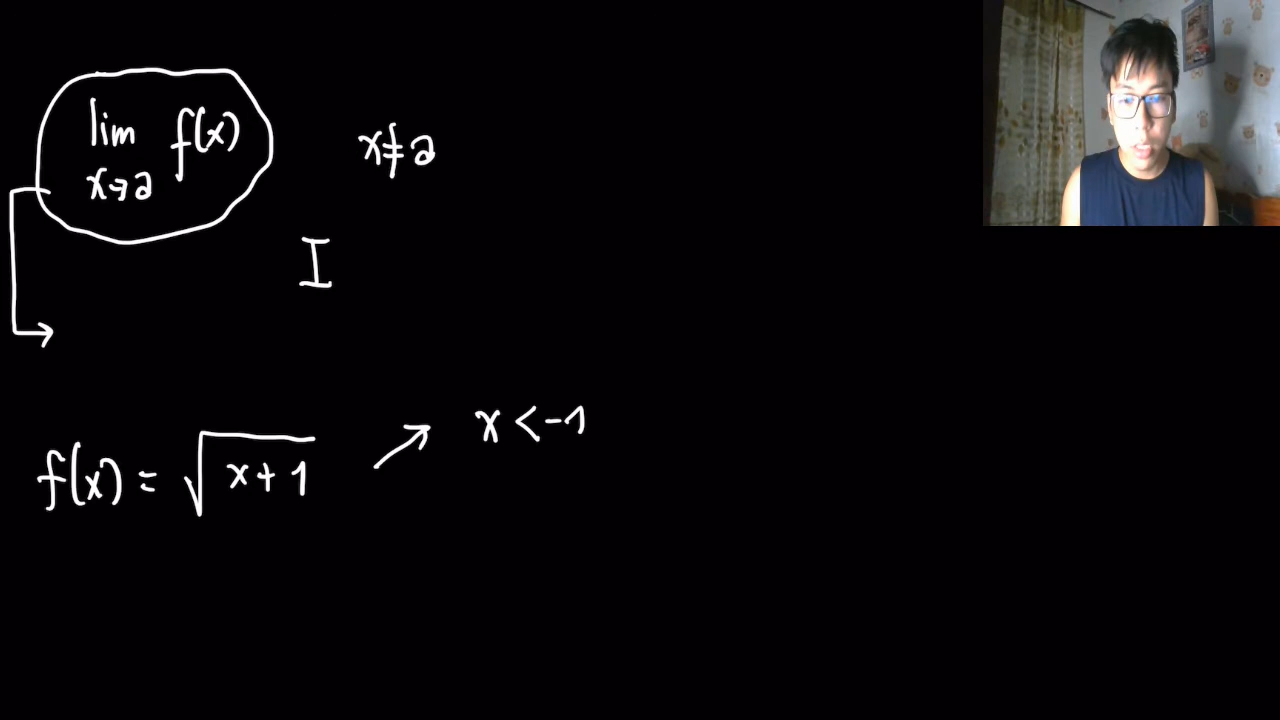 lim f(x)
x→a
x≠a
I
f(x) = √(x+1)
x < -1